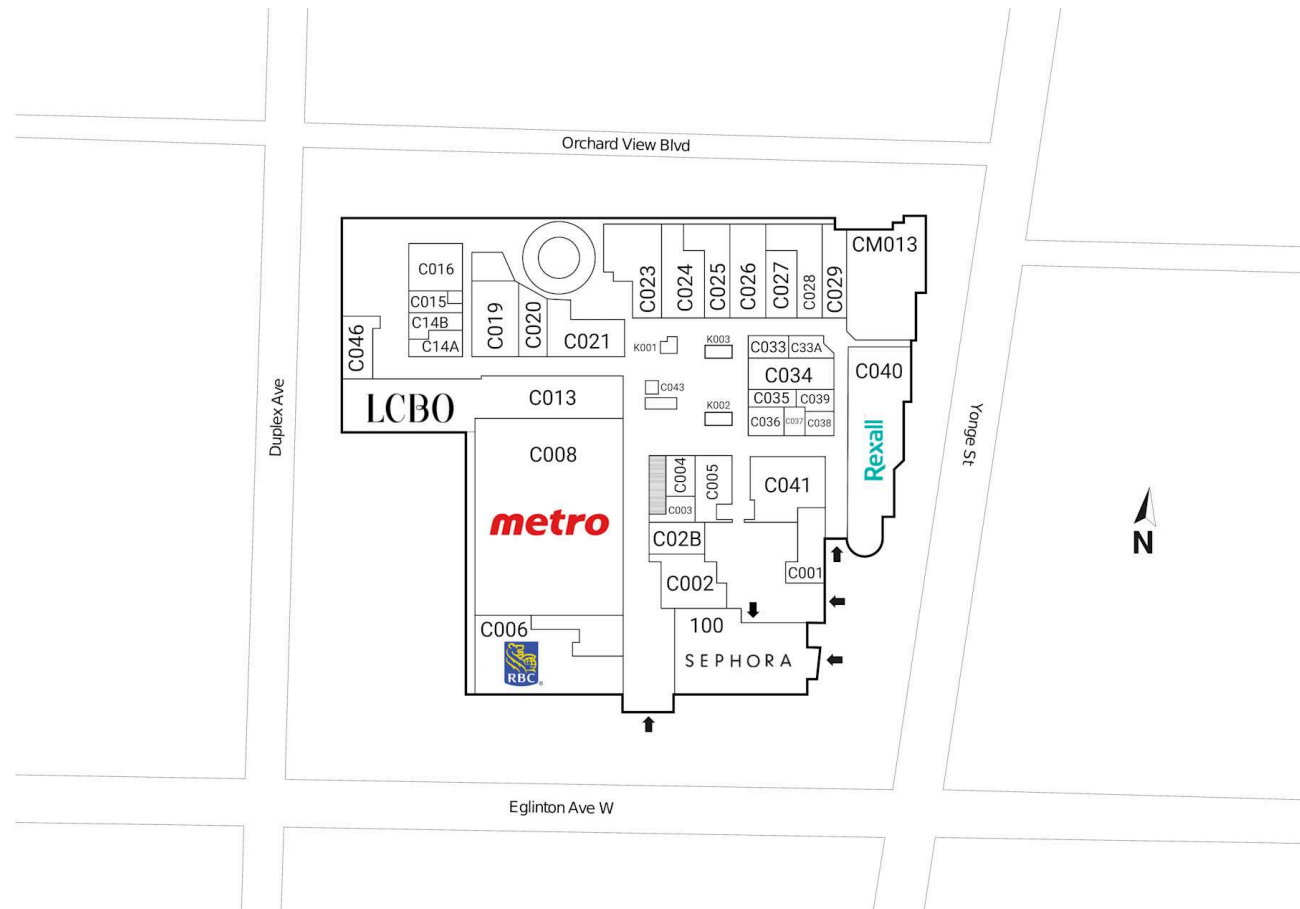 Orchard View Blvd
CM013
C016
C023
C024
C025
C026
C027
C028
C029
C015
C14B
C14A
C019
C020
C021
C046
K001
K003
C033
C33A
C034
C040
Duplex Ave
LCBO
C013
C043
K002
C035
C039
C036
C037
C038
Yonge St
Rexall
C008
metro
C004
C005
C003
C041
C02B
C002
C001
N
C006
RBC
®
100
SEPHORA
Eglinton Ave W